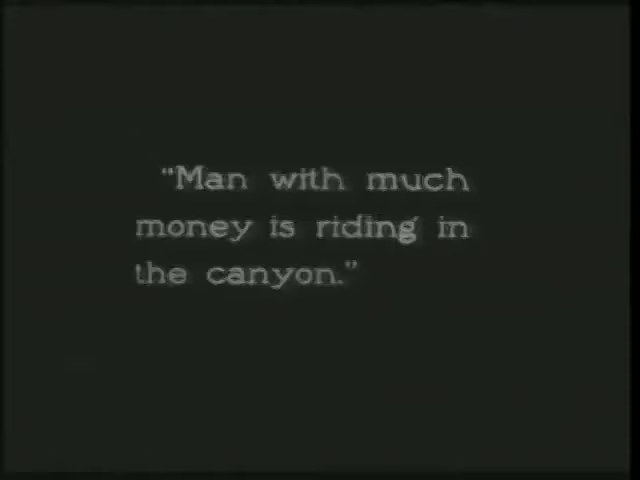 "Man with much
money is riding in
the canyon."